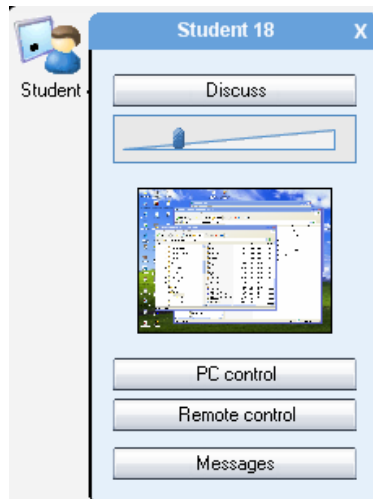 Student 18
X
Student
Discuss
PC control
Remote control
Messages